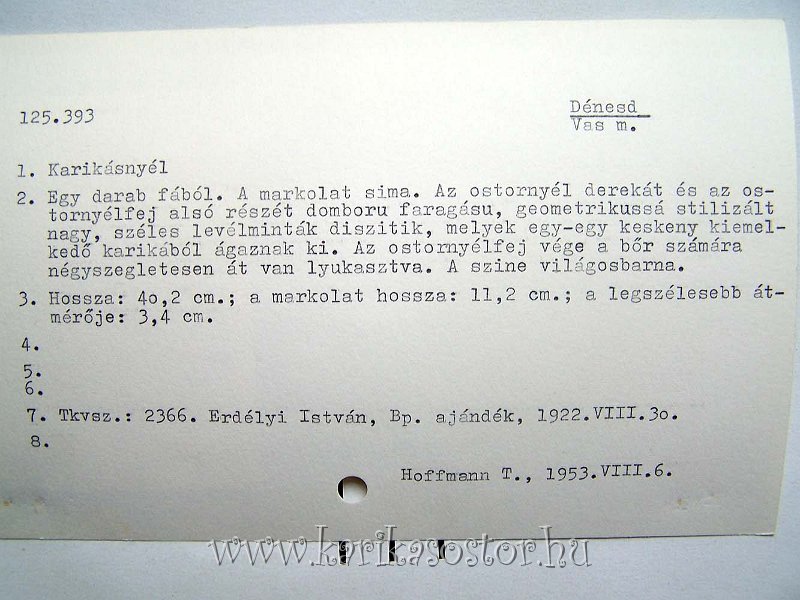 125.393
Dénesd
Vas m.
1. Karikásnyél
2. Egy darab fából. A markolat sima. Az ostornyél derekát és az os-
tornyélfej alsó részét domboru faragásu, geometrikussá stilizált
nagy, széles levélminták diszitik, melyek egy-egy keskeny kiemel-
kedő karikából ágaznak ki. Az ostornyélfej vége a bőr számára
négyszegletesen át van lyukasztva. A szine világosbarna.
3. Hossza: 4o,2 cm.; a markolat hossza: 11,2 cm.; a legszélesebb át-
mérője: 3,4 cm.
4.
5.
6.
7. Tkvsz.: 2366. Erdélyi István, Bp. ajándék, 1922.VIII.3o.
8.
Hoffmann T., 1953.VIII.6.
www.karikasostor.hu